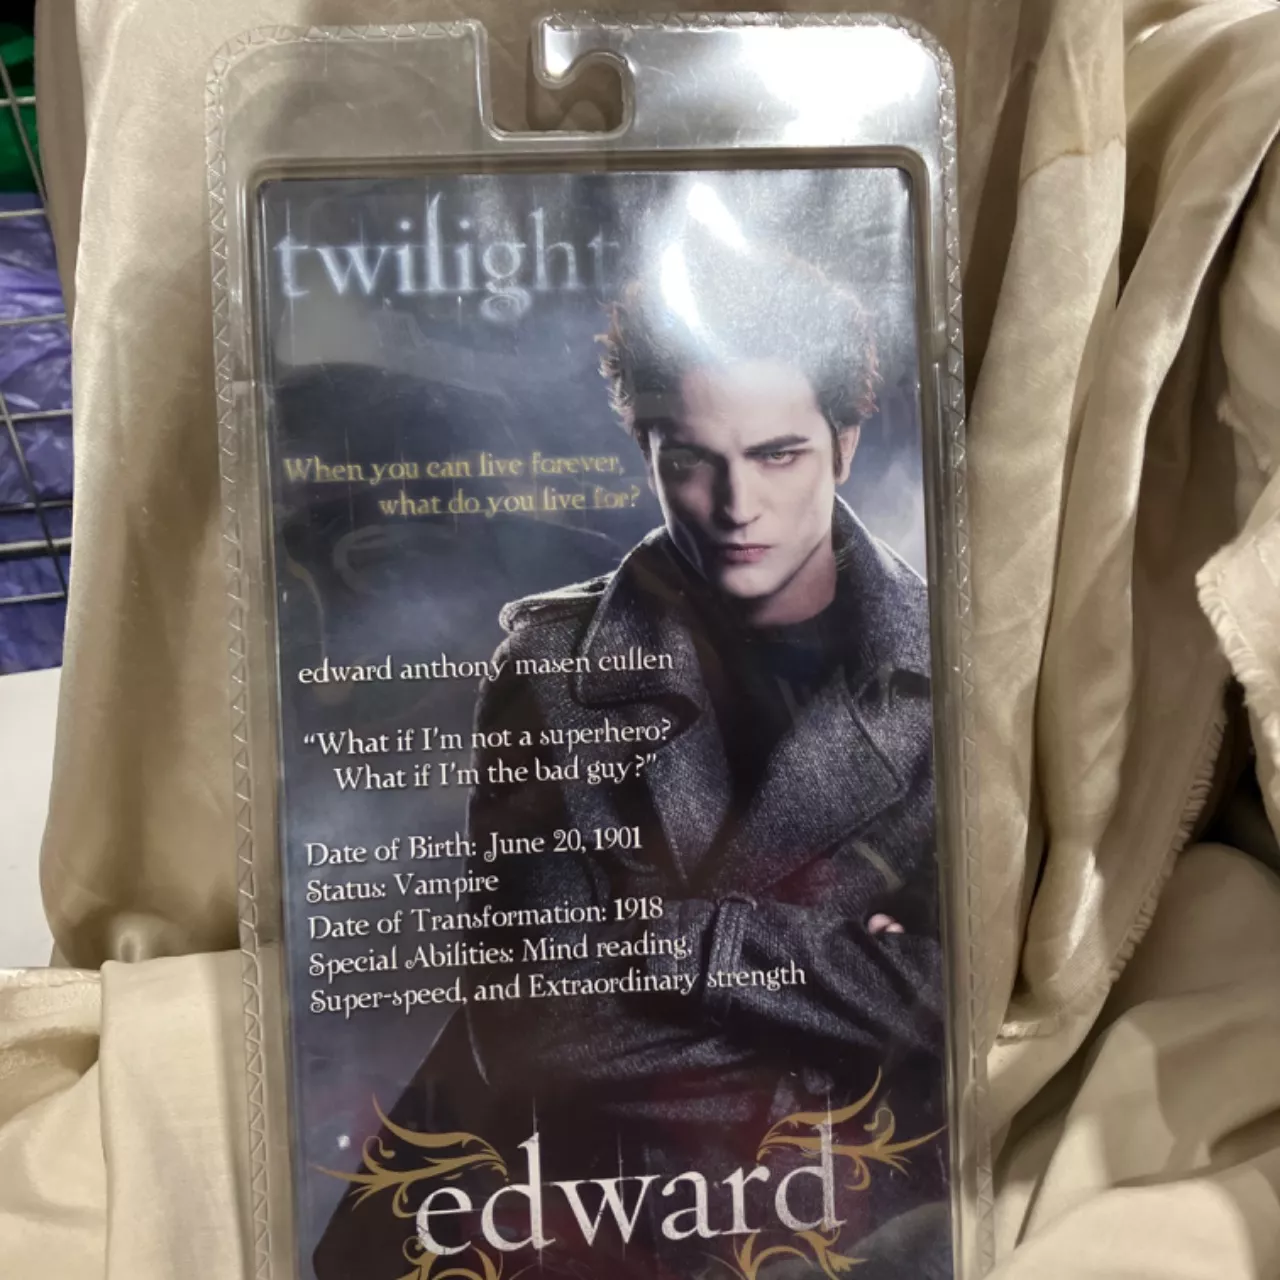 twilight
When you can live forever,
what do you live for?
edward anthony masen cullen
“What if I'm not a superhero?
What if I'm the bad guy?”
Date of Birth: June 20, 1901
Status: Vampire
Date of Transformation: 1918
Special Abilities: Mind reading,
Super-speed, and Extraordinary strength
edward